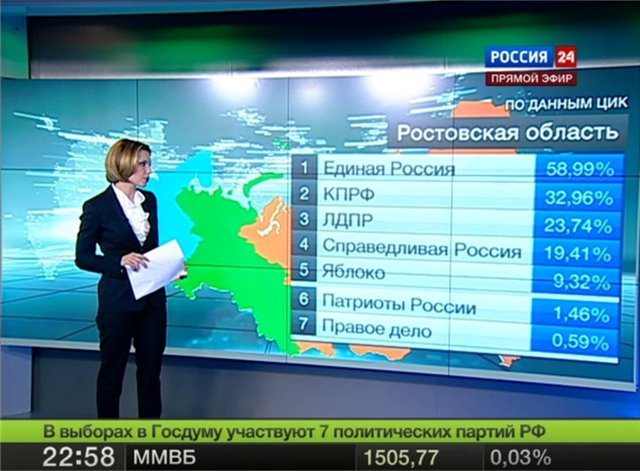 РОССИЯ 24
ПРЯМОЙ ЭФИР
ПО ДАННЫМ ЦИК
Ростовская область
1 Единая Россия 58,99%
2 КПРФ 32,96%
3 ЛДПР 23,74%
4 Справедливая Россия 19,41%
5 Яблоко 9,32%
6 Патриоты России 1,46%
7 Правое дело 0,59%
В выборах в Госдуму участвуют 7 политических партий РФ
22:58 ММВБ 1505,77 0,03%